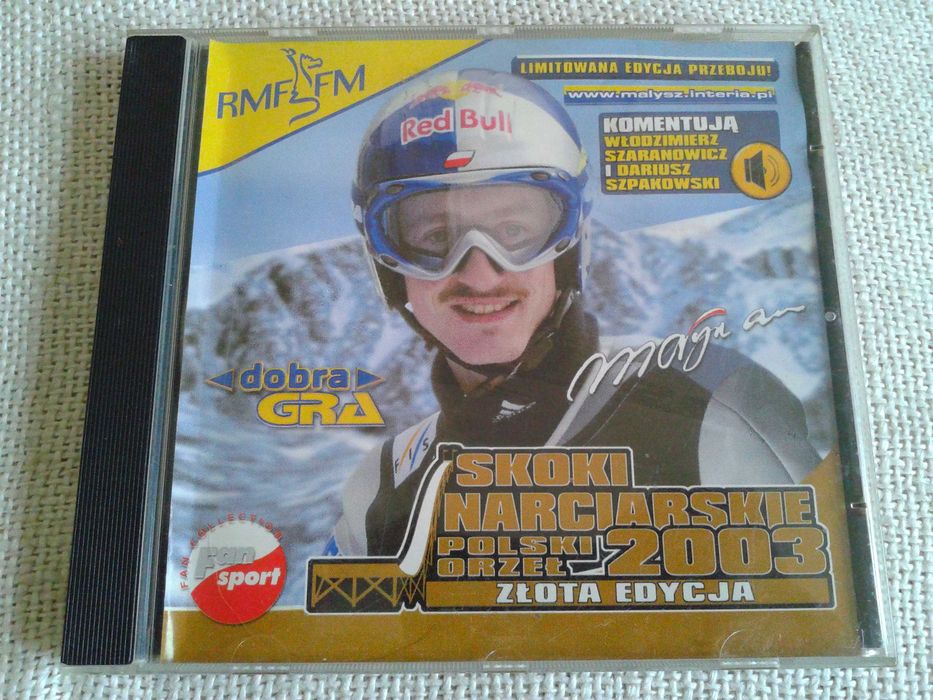 RMF FM
LIMITOWANA EDYCJA PRZEBOJU!
www.malysz.interia.pl
KOMENTUJĄ
WŁODZIMIERZ
SZARANOWICZ
I DARIUSZ
SZPAKOWSKI
Red Bull
dobra
GRA
FIS
SKOKI
NARCIARSKIE
POLSKI
ORZEŁ 2003
ZŁOTA EDYCJA
FAN COLLECTION
Fan
sport